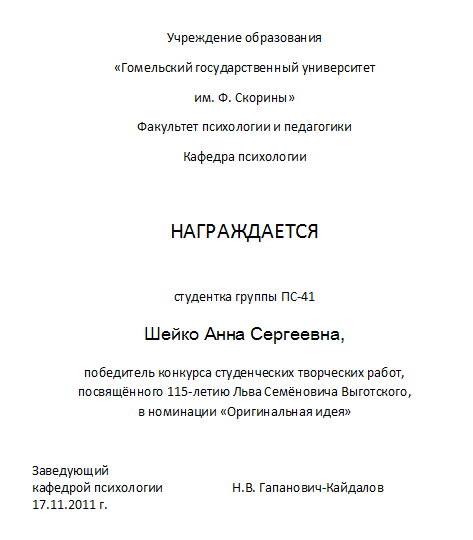 Учреждение образования
«Гомельский государственный университет
им. Ф. Скорины»
Факультет психологии и педагогики
Кафедра психологии
НАГРАЖДАЕТСЯ
студентка группы ПС-41
Шейко Анна Сергеевна,
победитель конкурса студенческих творческих работ,
посвящённого 115-летию Льва Семёновича Выготского,
в номинации «Оригинальная идея»
Заведующий
кафедрой психологии Н.В. Гапанович-Кайдалов
17.11.2011 г.